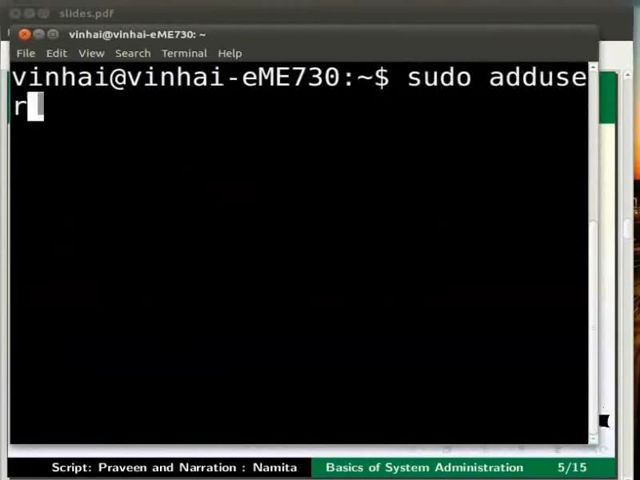 slides.pdf
vinhai@vinhai-eME730: ~
File Edit View Search Terminal Help
vinhai@vinhai-eME730:~$ sudo adduse
r
Script: Praveen and Narration : Namita Basics of System Administration 5/15